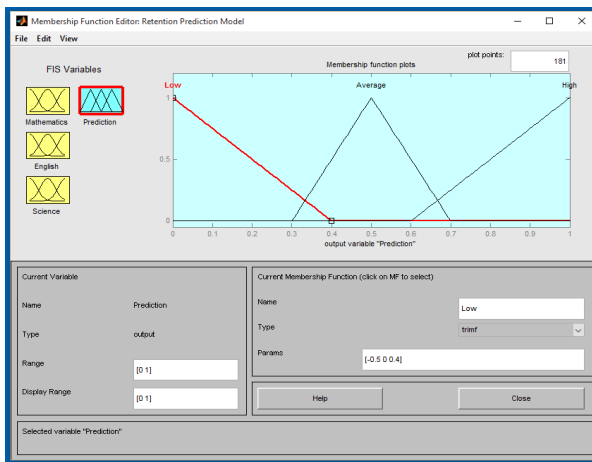 Membership Function Editor: Retention Prediction Model
File Edit View
FIS Variables
Mathematics
Prediction
English
Science
Membership function plots
plot points:
181
Low
Average
High
1
0.5
0
0 0.1 0.2 0.3 0.4 0.5 0.6 0.7 0.8 0.9 1
output variable "Prediction"
Current Variable
Name Prediction
Type output
Range [0 1]
Display Range [0 1]
Current Membership Function (click on MF to select)
Name Low
Type trimf
Params [-0.5 0 0.4]
Help Close
Selected variable "Prediction"